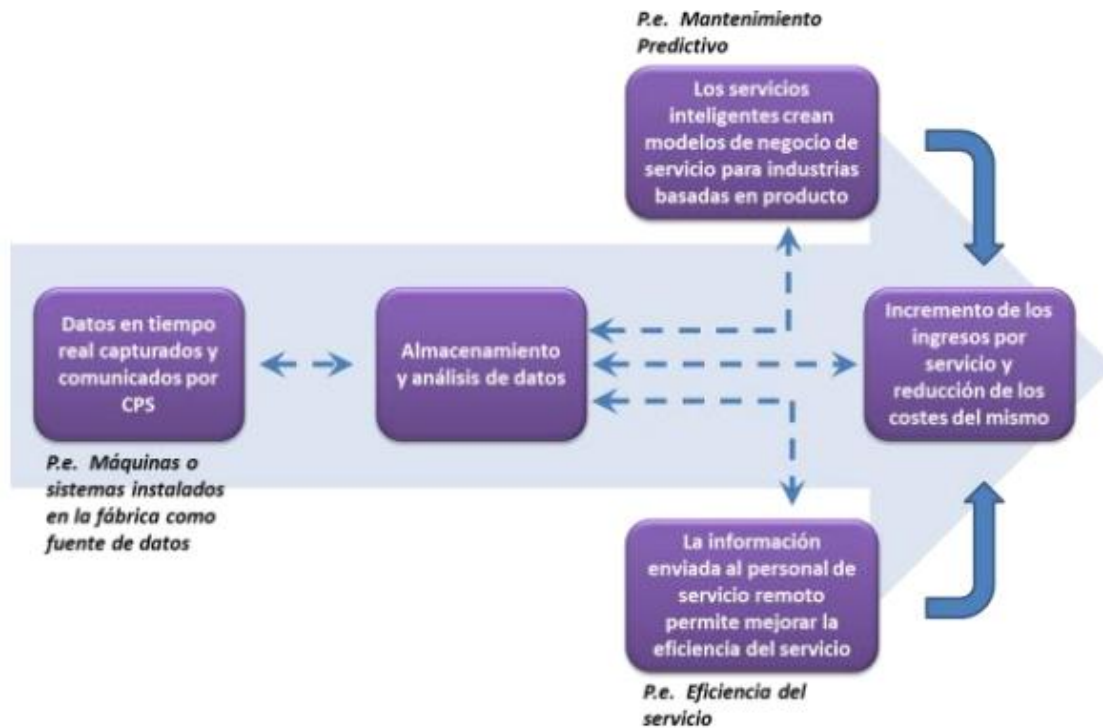 P.e. Mantenimiento
Predictivo
Los servicios
inteligentes crean
modelos de negocio de
servicio para industrias
basadas en producto
Datos en tiempo
real capturados y
comunicados por
CPS
P.e. Máquinas o
sistemas instalados
en la fábrica como
fuente de datos
Almacenamiento
y análisis de datos
Incremento de los
ingresos por
servicio y
reducción de los
costes del mismo
La información
enviada al personal de
servicio remoto
permite mejorar la
eficiencia del servicio
P.e. Eficiencia del
servicio